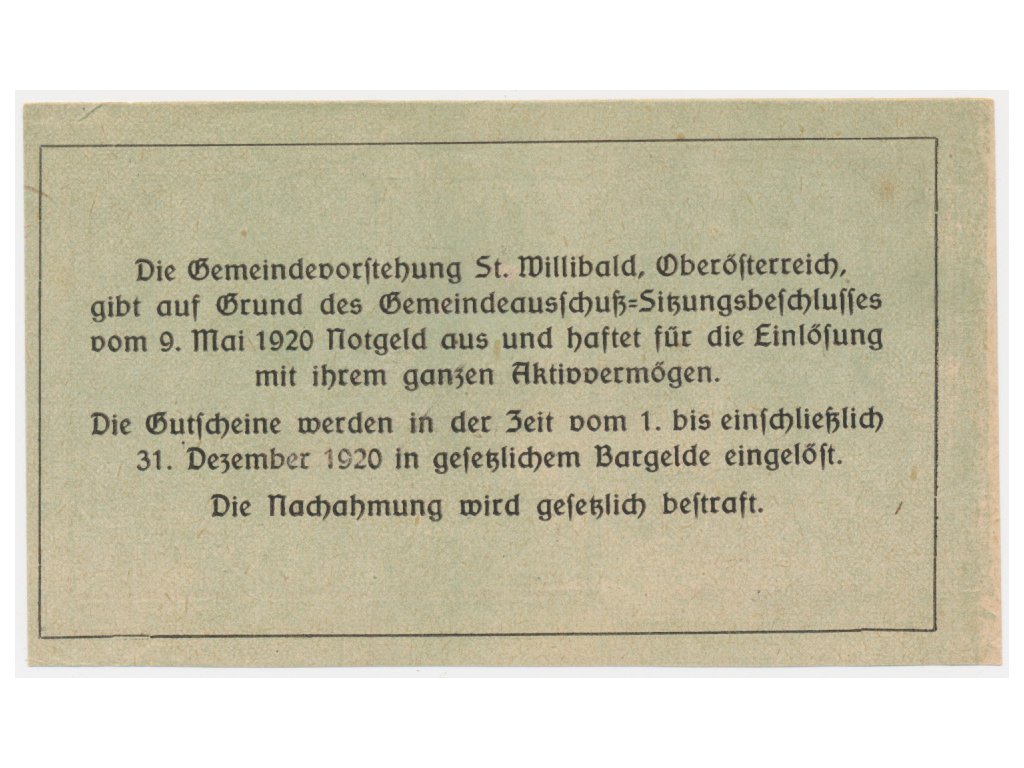 Die Gemeindevorstehung St. Willibald, Oberösterreich,
gibt auf Grund des Gemeindeausschuß=Sitzungsbeschlusses
vom 9. Mai 1920 Notgeld aus und haftet für die Einlösung
mit ihrem ganzen Aktivvermögen.
Die Gutscheine werden in der Zeit vom 1. bis einschließlich
31. Dezember 1920 in gesetzlichem Bargelde eingelöst.
Die Nachahmung wird gesetzlich bestraft.